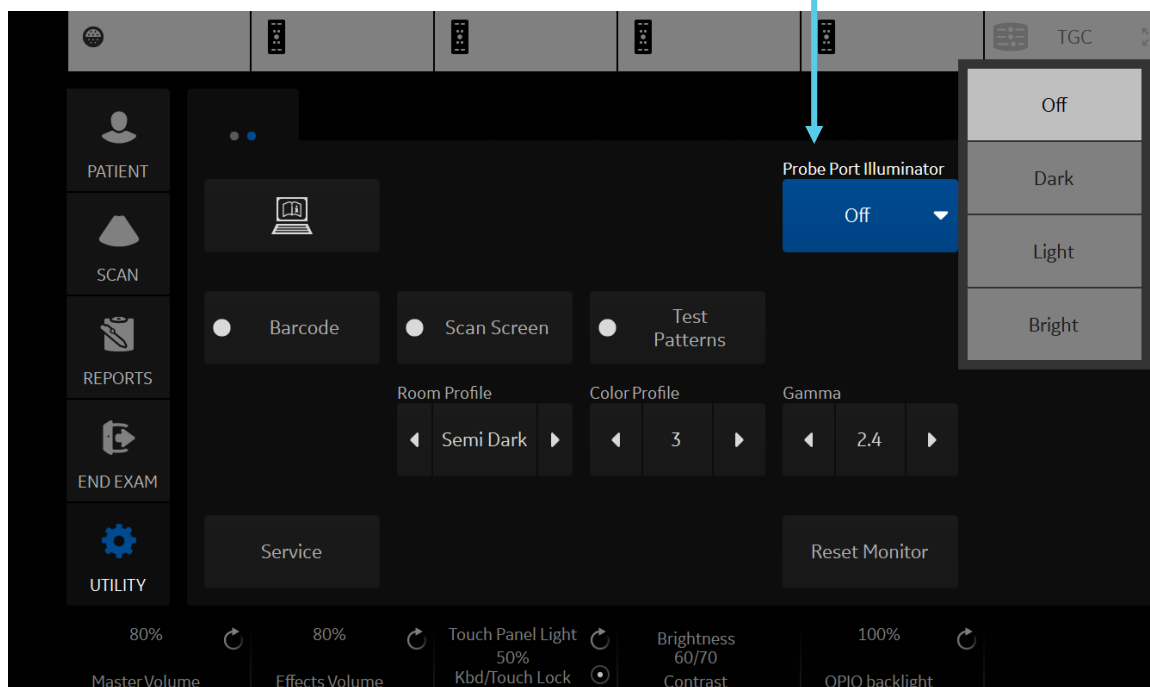 TGC
Off
Dark
Light
Bright
PATIENT
SCAN
REPORTS
END EXAM
UTILITY
Probe Port Illuminator
Off
Barcode
Scan Screen
Test
Patterns
Room Profile
Color Profile
Gamma
Semi Dark
3
2.4
Service
Reset Monitor
80%
Master Volume
80%
Effects Volume
Touch Panel Light
50%
Kbd/Touch Lock
Brightness
60/70
Contrast
100%
OPIO backlight